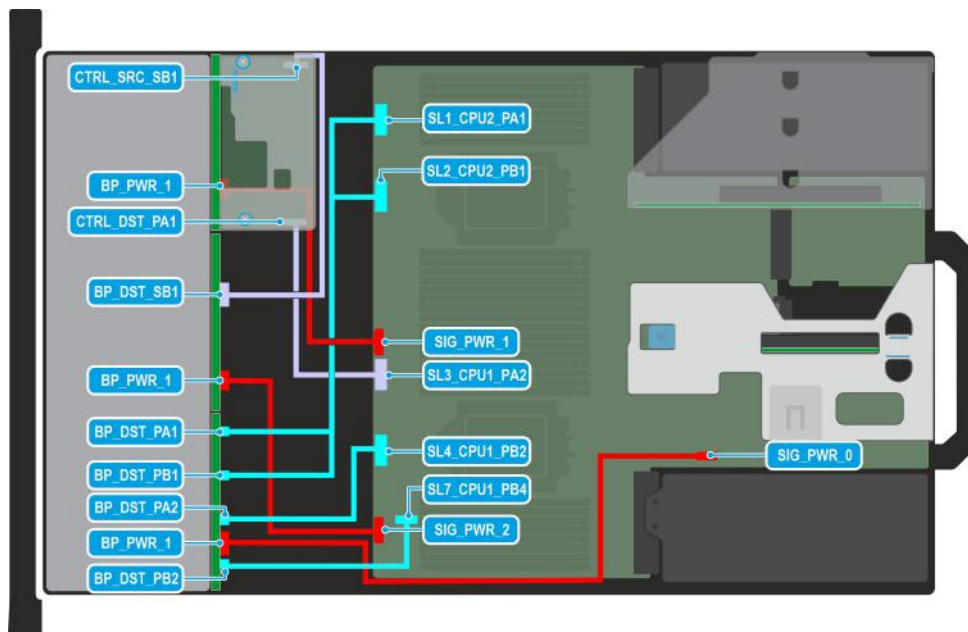 CTRL_SRC_SB1
SL1_CPU2_PA1
SL2_CPU2_PB1
BP_PWR_1
CTRL_DST_PA1
BP_DST_SB1
SIG_PWR_1
SL3_CPU1_PA2
BP_PWR_1
BP_DST_PA1
SL4_CPU1_PB2
SIG_PWR_0
BP_DST_PB1
SL7_CPU1_PB4
BP_DST_PA2
SIG_PWR_2
BP_PWR_1
BP_DST_PB2